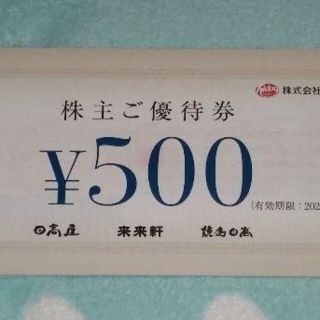 株式会社
株主ご優待券
¥500
(有効期限:202
日高屋 来来軒 焼鳥日高